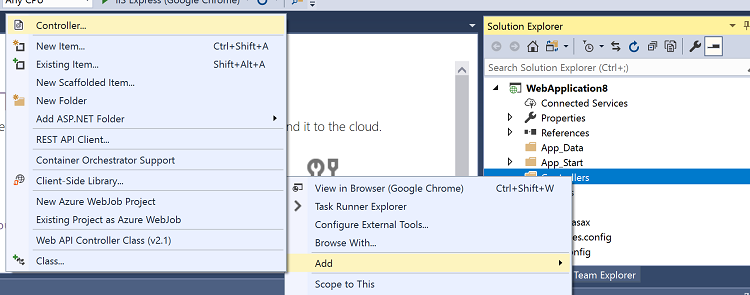 Any CPU IIS Express (Google Chrome)
Controller...
New Item... Ctrl+Shift+A
Existing Item... Shift+Alt+A
New Scaffolded Item...
New Folder
Add ASP.NET Folder
REST API Client...
Container Orchestrator Support
Client-Side Library...
New Azure WebJob Project
Existing Project as Azure WebJob
Web API Controller Class (v2.1)
Class...
nd it to the cloud.
View in Browser (Google Chrome) Ctrl+Shift+W
Task Runner Explorer
Configure External Tools...
Browse With...
Add
Scope to This
Solution Explorer
Search Solution Explorer (Ctrl+;)
WebApplication8
Connected Services
Properties
References
App_Data
App_Start
Controllers
s
asax
es.config
nfig
Team Explorer